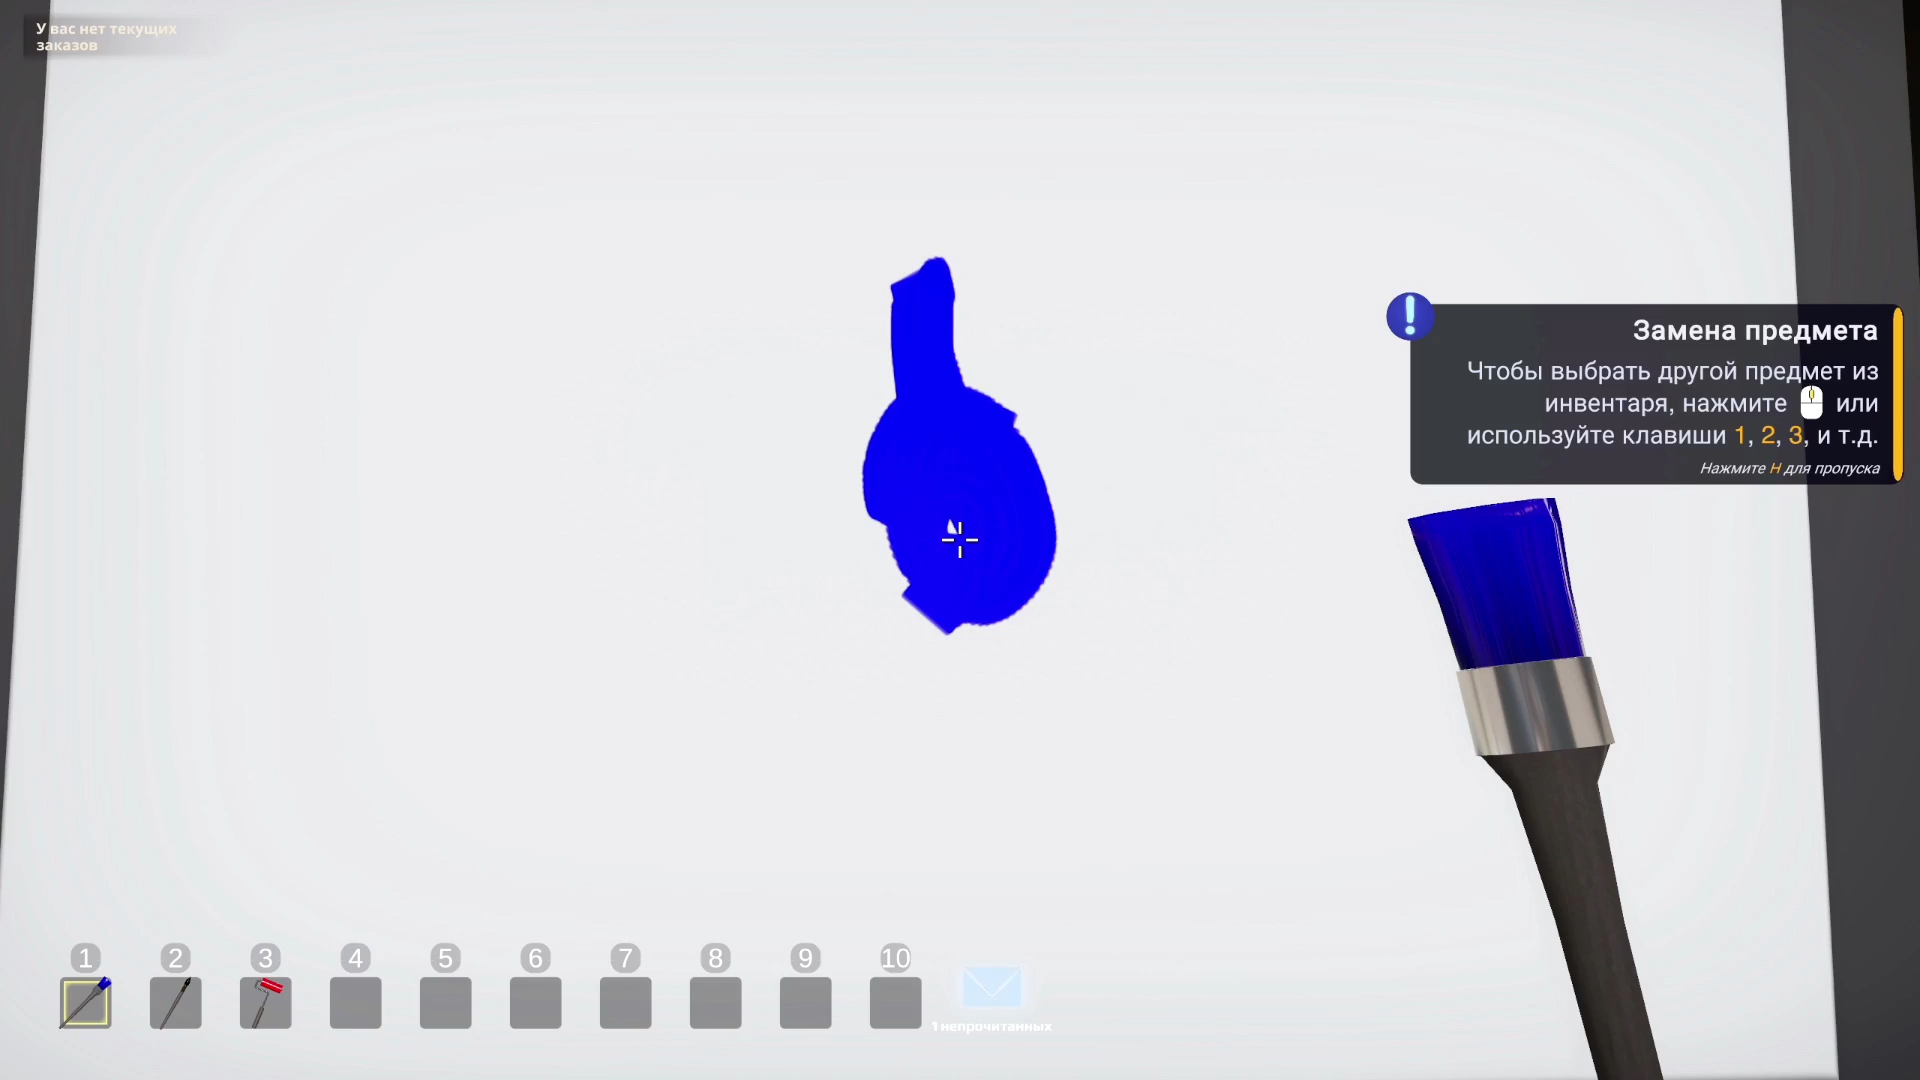 У вас нет текущих
заказов
Замена предмета
Чтобы выбрать другой предмет из
инвентаря, нажмите или
используйте клавиши 1, 2, 3, и т.д.
Нажмите H для пропуска
1 2 3 4 5 6 7 8 9 10
1 непрочитанных